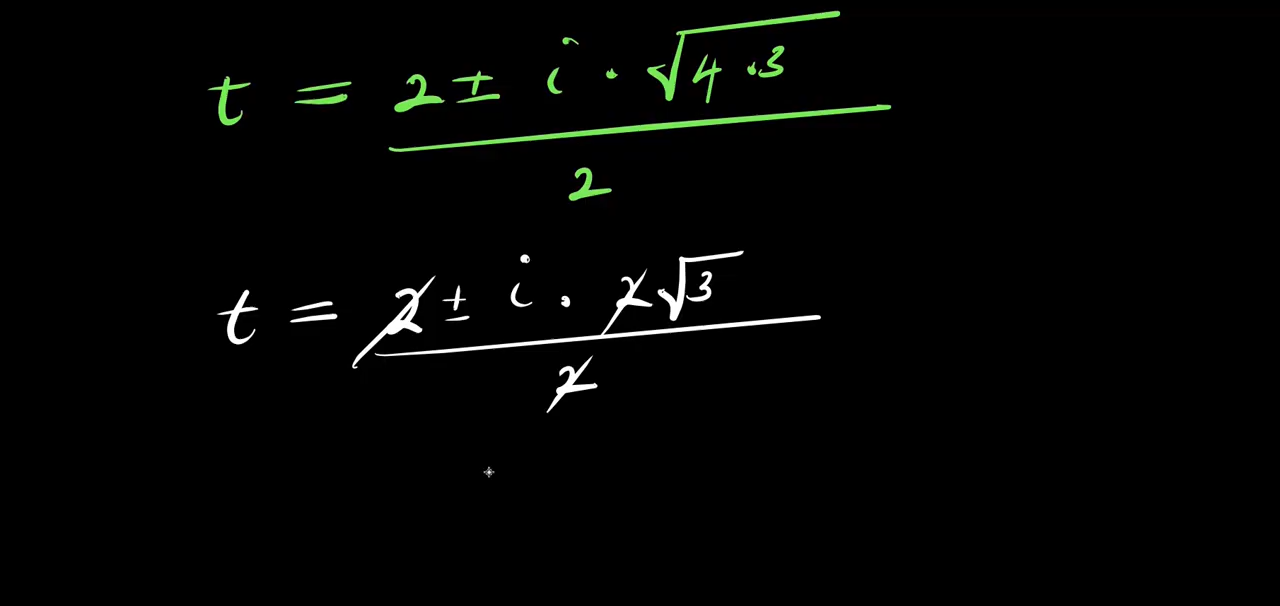 t = 2 ± i · √4 · 3
2
t = 2 ± i · 2√3
2